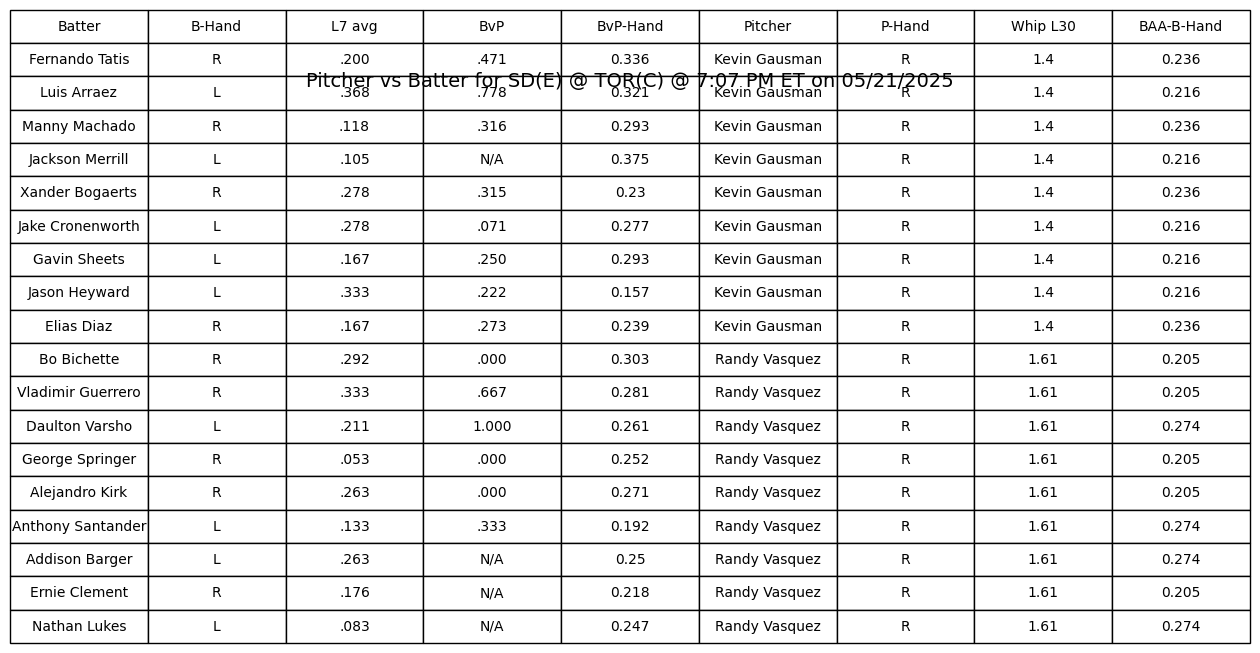 Batter B-Hand L7 avg BvP BvP-Hand Pitcher P-Hand Whip L30 BAA-B-Hand
Fernando Tatis R .200 .471 0.336 Kevin Gausman R 1.4 0.236
Pitcher vs Batter for SD(E) @ TOR(C) @ 7:07 PM ET on 05/21/2025
Luis Arraez L .368 .778 0.321 Kevin Gausman R 1.4 0.216
Manny Machado R .118 .316 0.293 Kevin Gausman R 1.4 0.236
Jackson Merrill L .105 N/A 0.375 Kevin Gausman R 1.4 0.216
Xander Bogaerts R .278 .315 0.23 Kevin Gausman R 1.4 0.236
Jake Cronenworth L .278 .071 0.277 Kevin Gausman R 1.4 0.216
Gavin Sheets L .167 .250 0.293 Kevin Gausman R 1.4 0.216
Jason Heyward L .333 .222 0.157 Kevin Gausman R 1.4 0.216
Elias Diaz R .167 .273 0.239 Kevin Gausman R 1.4 0.236
Bo Bichette R .292 .000 0.303 Randy Vasquez R 1.61 0.205
Vladimir Guerrero R .333 .667 0.281 Randy Vasquez R 1.61 0.205
Daulton Varsho L .211 1.000 0.261 Randy Vasquez R 1.61 0.274
George Springer R .053 .000 0.252 Randy Vasquez R 1.61 0.205
Alejandro Kirk R .263 .000 0.271 Randy Vasquez R 1.61 0.205
Anthony Santander L .133 .333 0.192 Randy Vasquez R 1.61 0.274
Addison Barger L .263 N/A 0.25 Randy Vasquez R 1.61 0.274
Ernie Clement R .176 N/A 0.218 Randy Vasquez R 1.61 0.205
Nathan Lukes L .083 N/A 0.247 Randy Vasquez R 1.61 0.274